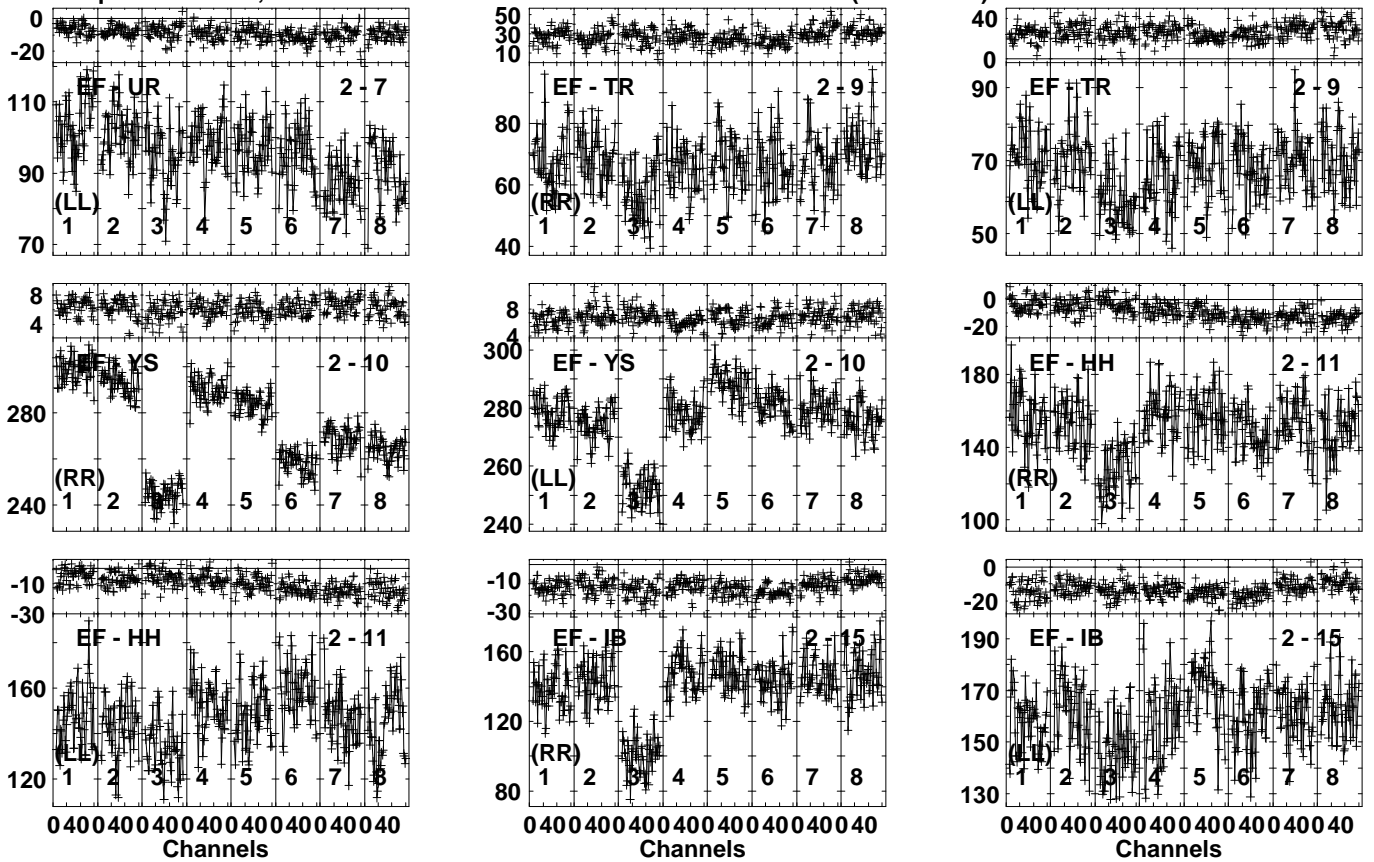 0
-20
EF - UR 2 - 7
110
90
70
(LL)
1 2 3 4 5 6 7 8
50
30
10
EF - TR 2 - 9
80
60
40
(RR)
1 2 3 4 5 6 7 8
40
0
EF - TR 2 - 9
90
70
50
(LL)
1 2 3 4 5 6 7 8
8
4
EF - YS 2 - 10
280
240
(RR)
1 2 3 4 5 6 7 8
8
4
EF - YS 2 - 10
300
280
260
240
(LL)
1 2 3 4 5 6 7 8
0
-20
EF - HH 2 - 11
180
140
100
(RR)
1 2 3 4 5 6 7 8
-10
-30
EF - HH 2 - 11
160
120
(LL)
1 2 3 4 5 6 7 8
0 40 0 40 0 40 0 40 0 40 0 40 0 40 0 40
Channels
-10
-30
EF - IB 2 - 15
160
120
80
(RR)
1 2 3 4 5 6 7 8
0 40 0 40 0 40 0 40 0 40 0 40 0 40 0 40
Channels
0
-20
EF - IB 2 - 15
190
170
150
130
(LL)
1 2 3 4 5 6 7 8
0 40 0 40 0 40 0 40 0 40 0 40 0 40 0 40
Channels